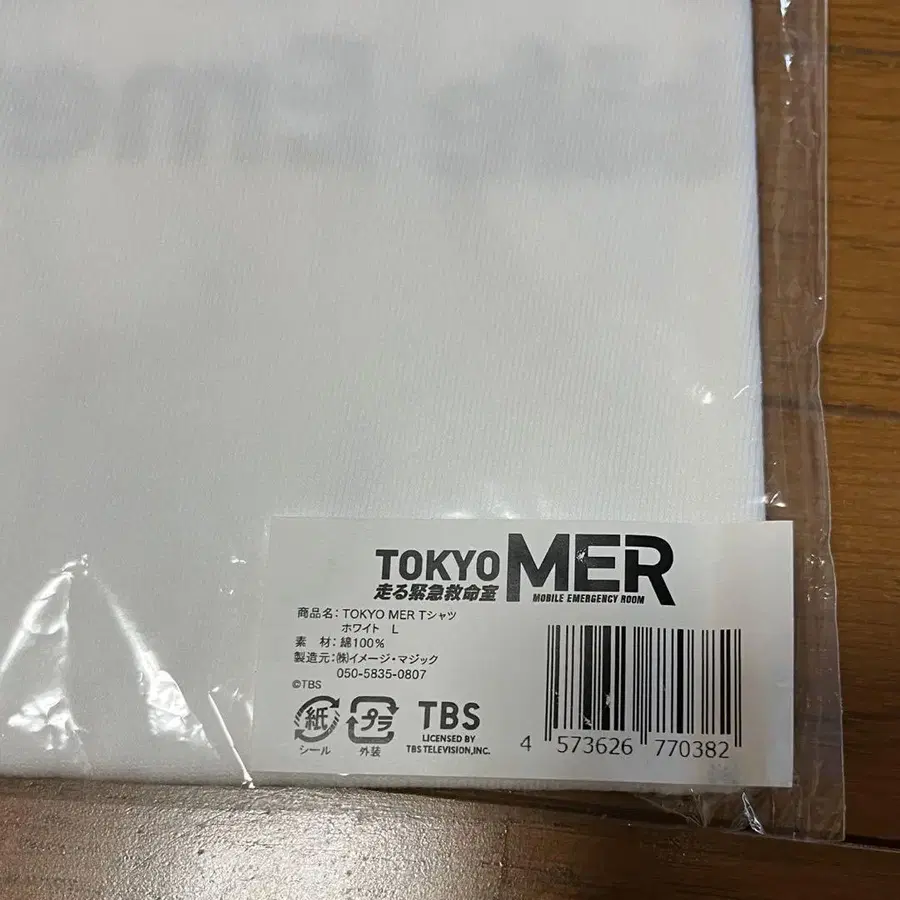 TOKYO MER
走る緊急救命室
MOBILE EMERGENCY ROOM
商品名: TOKYO MER Tシャツ
ホワイト L
素 材: 綿100%
製造元: ㈱イメージ・マジック
050-5835-0807
©TBS
紙
シール
プラ
外装
TBS
LICENSED BY
TBS TELEVISION,INC.
4 573626 770382